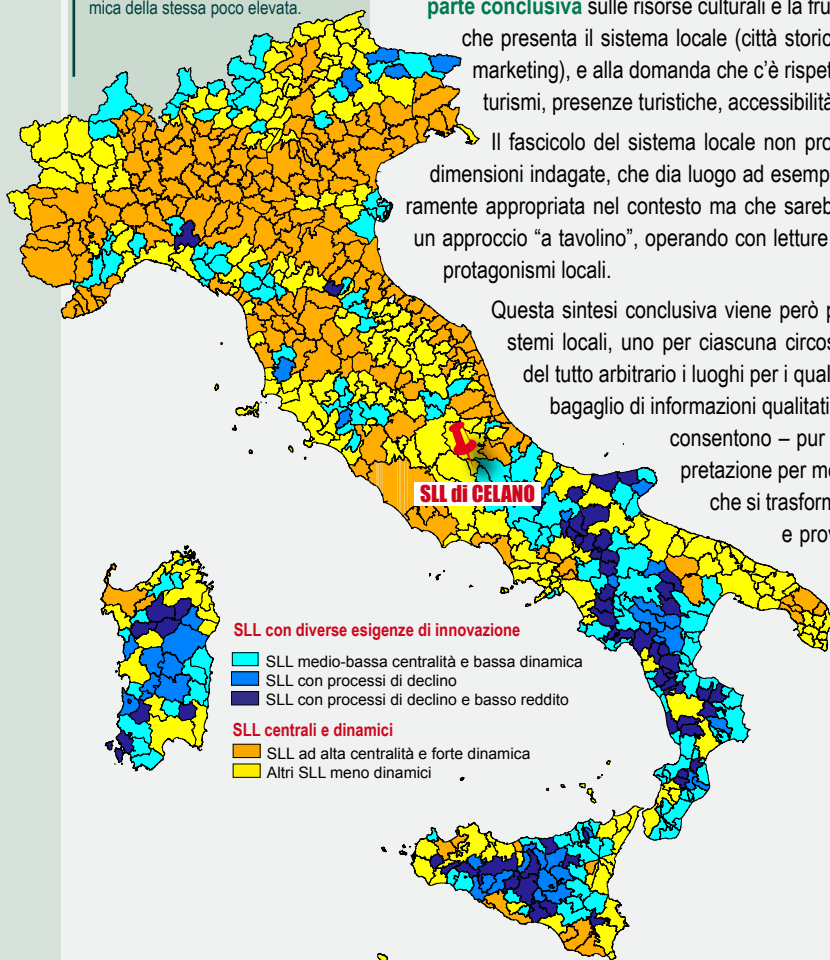 mica della stessa poco elevata.
parte conclusiva sulle risorse culturali e la fru
che presenta il sistema locale (città storic
marketing), e alla domanda che c'è rispet
turismi, presenze turistiche, accessibilità
Il fascicolo del sistema locale non pro
dimensioni indagate, che dia luogo ad esemp
ramente appropriata nel contesto ma che sareb
un approccio “a tavolino”, operando con letture
protagonismi locali.
Questa sintesi conclusiva viene però p
stemi locali, uno per ciascuna circos
del tutto arbitrario i luoghi per i qual
bagaglio di informazioni qualitati
consentono – pur
pretazione per me
che si trasform
e prov
SLL di CELANO
SLL con diverse esigenze di innovazione
SLL medio-bassa centralità e bassa dinamica
SLL con processi di declino
SLL con processi di declino e basso reddito
SLL centrali e dinamici
SLL ad alta centralità e forte dinamica
Altri SLL meno dinamici